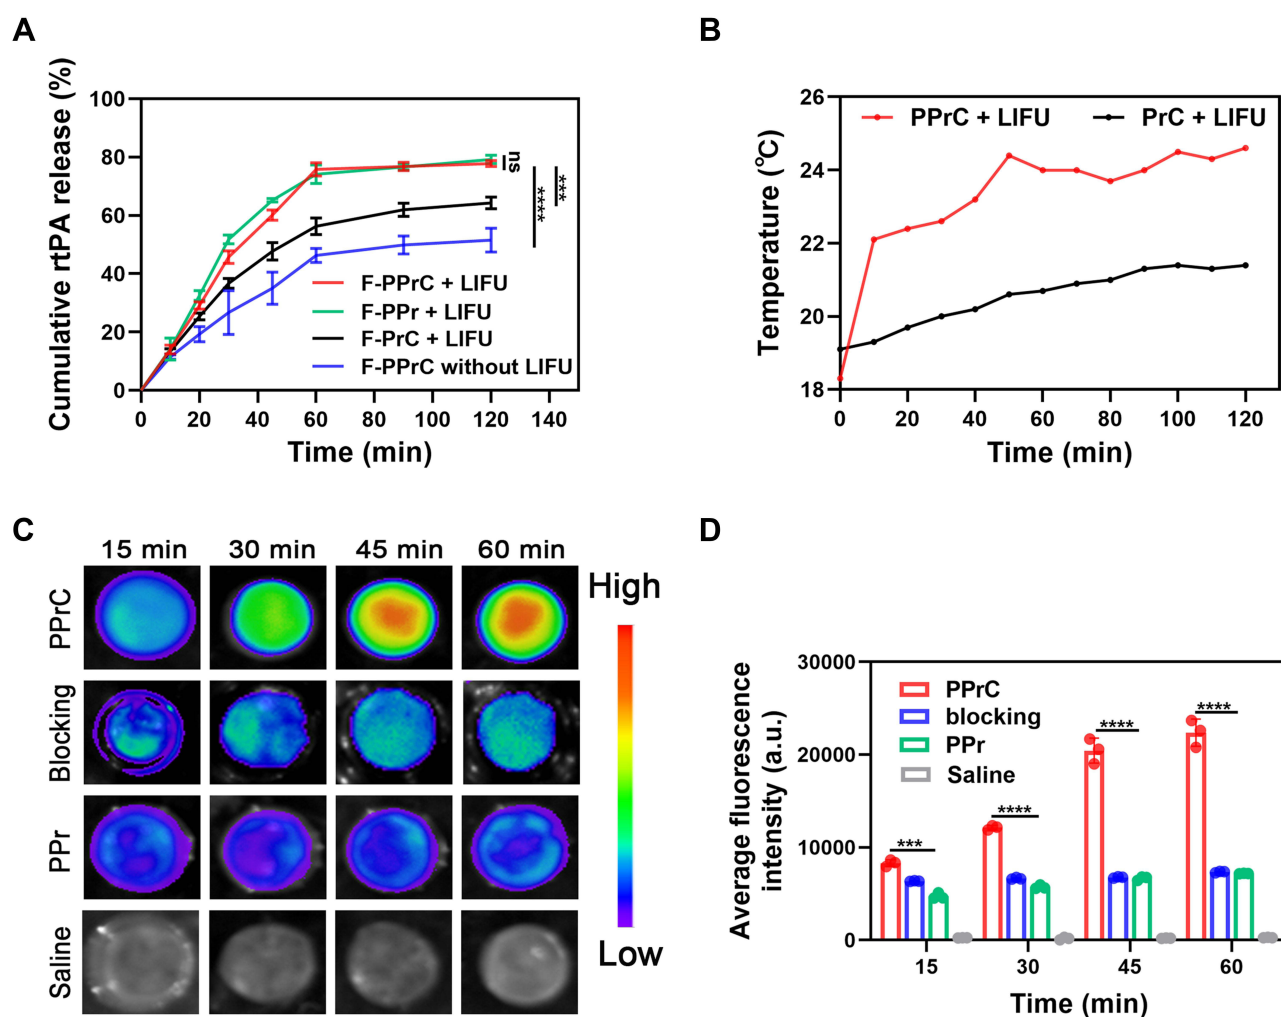 A
Cumulative rtPA release (%)
100
80
60
40
20
0
ns
****
***
F-PPrC + LIFU
F-PPr + LIFU
F-PrC + LIFU
F-PPrC without LIFU
0 20 40 60 80 100 120 140
Time (min)
B
Temperature (℃)
26
24
22
20
18
PPrC + LIFU PrC + LIFU
0 20 40 60 80 100 120
Time (min)
C
15 min 30 min 45 min 60 min
PPrC
Blocking
PPr
Saline
High
Low
D
Average fluorescence
intensity (a.u.)
30000
20000
10000
0
PPrC
blocking
PPr
Saline
***
****
****
****
15 30 45 60
Time (min)